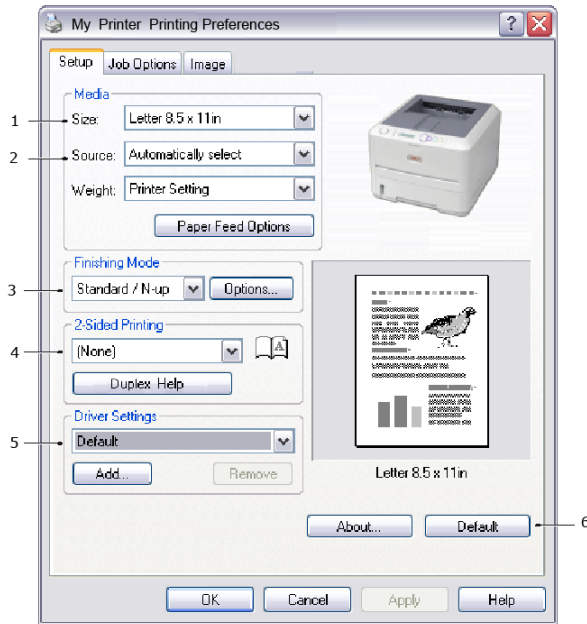 My Printer Printing Preferences
Setup
Job Options
Image
Media
1
Size:
Letter 8.5 x 11in
2
Source:
Automatically select
Weight:
Printer Setting
Paper Feed Options
Finishing Mode
3
Standard / N-up
Options...
2-Sided Printing
4
(None)
A
Duplex Help
Driver Settings
5
Default
Add...
Remove
Letter 8.5 x 11in
About...
Default
6
OK
Cancel
Apply
Help